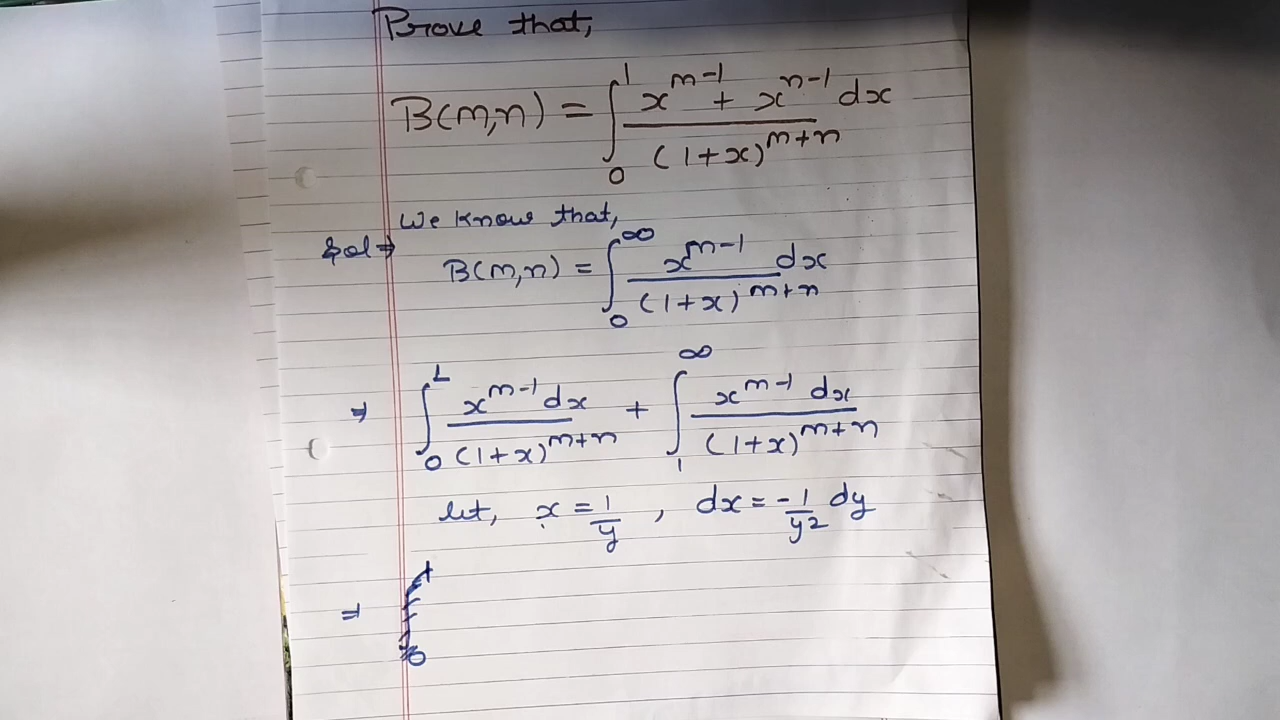 Prove that,
B(m,n) = ∫₀¹ x^{m-1} + x^{n-1} dx / (1+x)^{m+n}
We know that,
Sol ⇒
B(m,n) = ∫₀^∞ x^{m-1} dx / (1+x)^{m+n}
⇒ ∫₀¹ x^{m-1} dx / (1+x)^{m+n} + ∫₁^∞ x^{m-1} dx / (1+x)^{m+n}
let, x = 1/y , dx = -1/y² dy
⇒